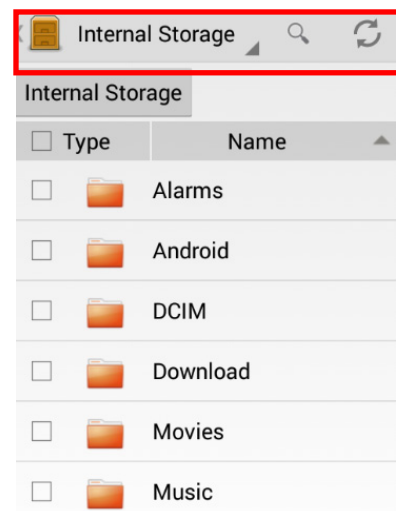 Internal Storage
Internal Storage
Type Name
Alarms
Android
DCIM
Download
Movies
Music